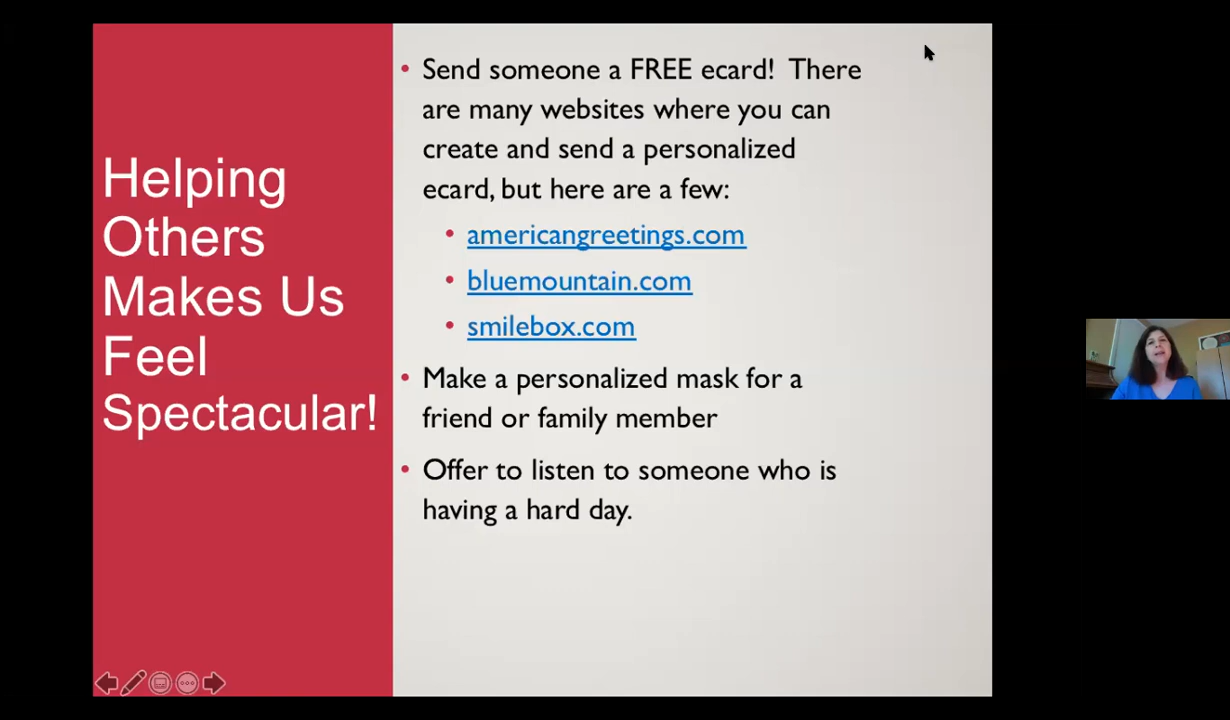 Helping
Others
Makes Us
Feel
Spectacular!
• Send someone a FREE ecard!  There
are many websites where you can
create and send a personalized
ecard, but here are a few:
• americangreetings.com
• bluemountain.com
• smilebox.com
• Make a personalized mask for a
friend or family member
• Offer to listen to someone who is
having a hard day.